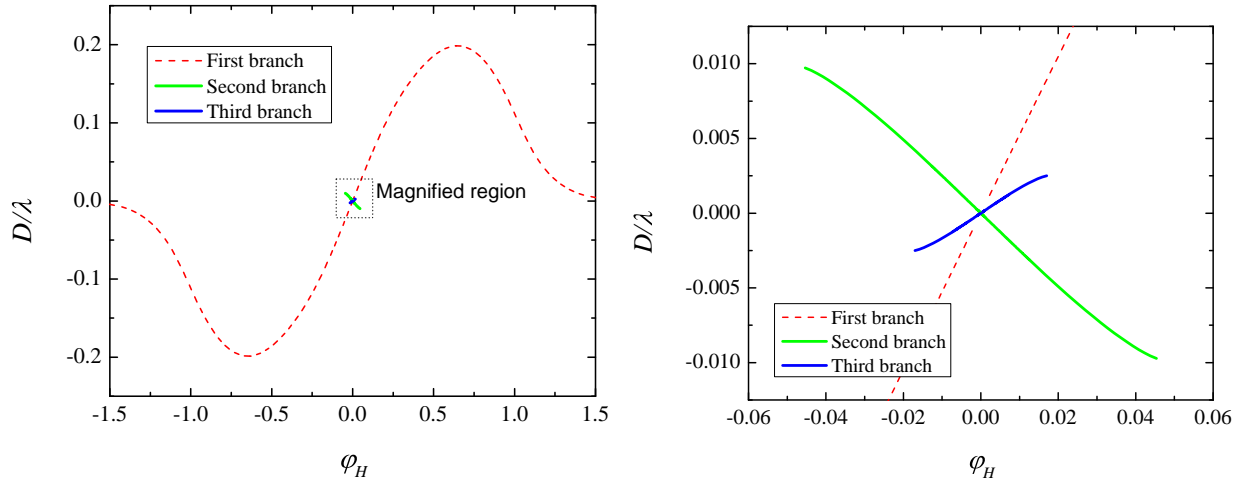 First branch
Second branch
Third branch
Magnified region
D/λ
0.2
0.1
0.0
-0.1
-0.2
-1.5 -1.0 -0.5 0.0 0.5 1.0 1.5
φ_H
D/λ
0.010
0.005
0.000
-0.005
-0.010
First branch
Second branch
Third branch
-0.06 -0.04 -0.02 0.00 0.02 0.04 0.06
φ_H